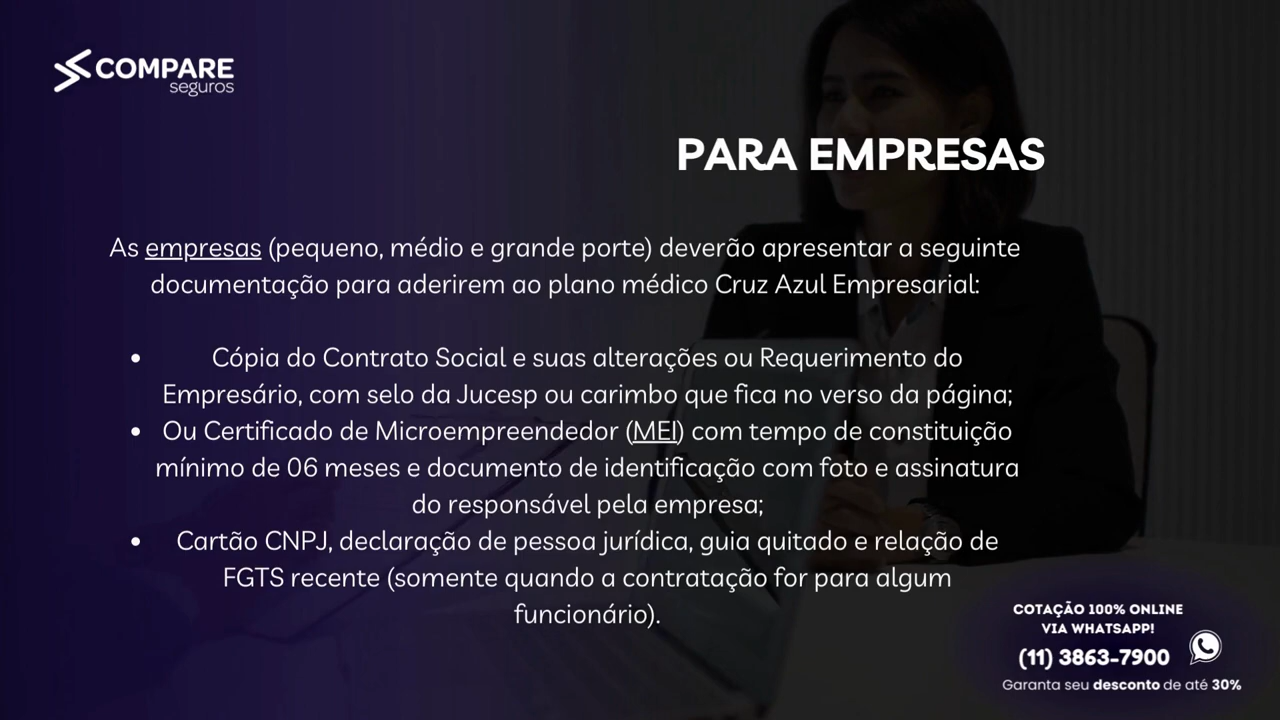 COMPARE
seguros
PARA EMPRESAS
As empresas (pequeno, médio e grande porte) deverão apresentar a seguinte
documentação para aderirem ao plano médico Cruz Azul Empresarial:
• Cópia do Contrato Social e suas alterações ou Requerimento do
Empresário, com selo da Jucesp ou carimbo que fica no verso da página;
• Ou Certificado de Microempreendedor (MEI) com tempo de constituição
mínimo de 06 meses e documento de identificação com foto e assinatura
do responsável pela empresa;
• Cartão CNPJ, declaração de pessoa jurídica, guia quitado e relação de
FGTS recente (somente quando a contratação for para algum
funcionário).
COTAÇÃO 100% ONLINE
VIA WHATSAPP!
(11) 3863-7900
Garanta seu desconto de até 30%